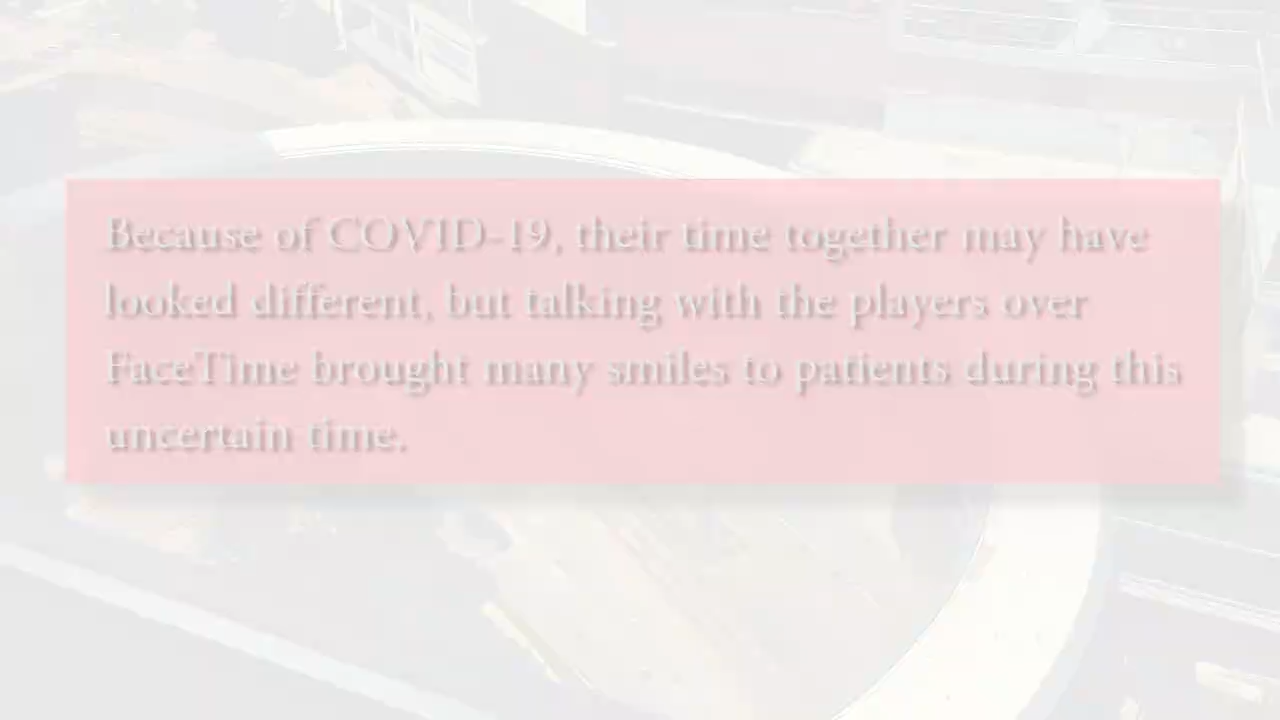 Because of COVID-19, their time together may have
looked different, but talking with the players over
FaceTime brought many smiles to patients during this
uncertain time.